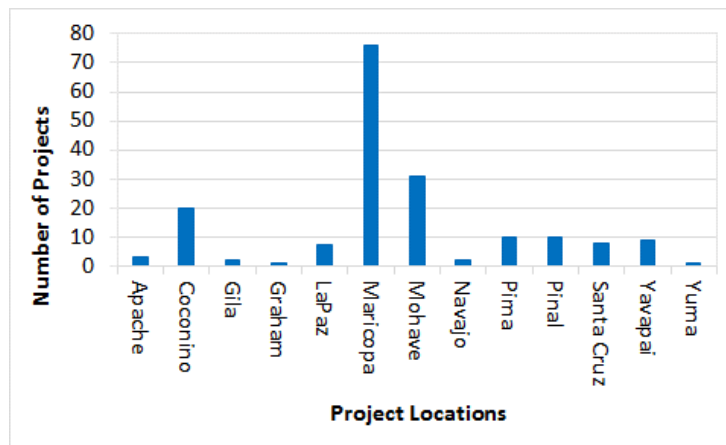 Number of Projects
80
70
60
50
40
30
20
10
0
Apache
Coconino
Gila
Graham
LaPaz
Maricopa
Mohave
Navajo
Pima
Pinal
Santa Cruz
Yavapai
Yuma
Project Locations